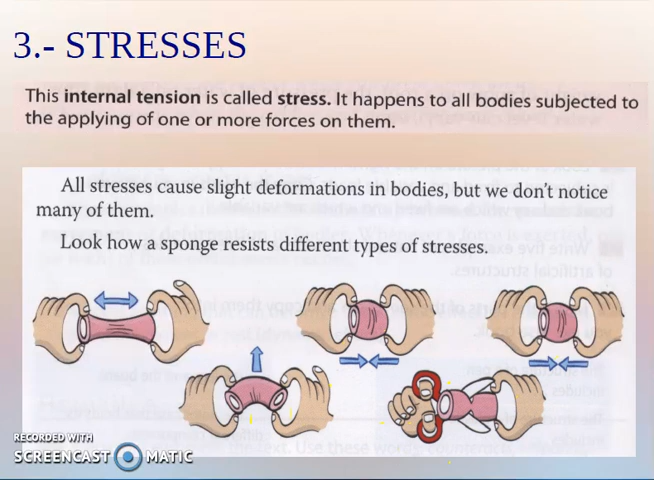 3.- STRESSES
This internal tension is called stress. It happens to all bodies subjected to
the applying of one or more forces on them.
All stresses cause slight deformations in bodies, but we don't notice
many of them.
Look how a sponge resists different types of stresses.
RECORDED WITH
SCREENCAST MATIC